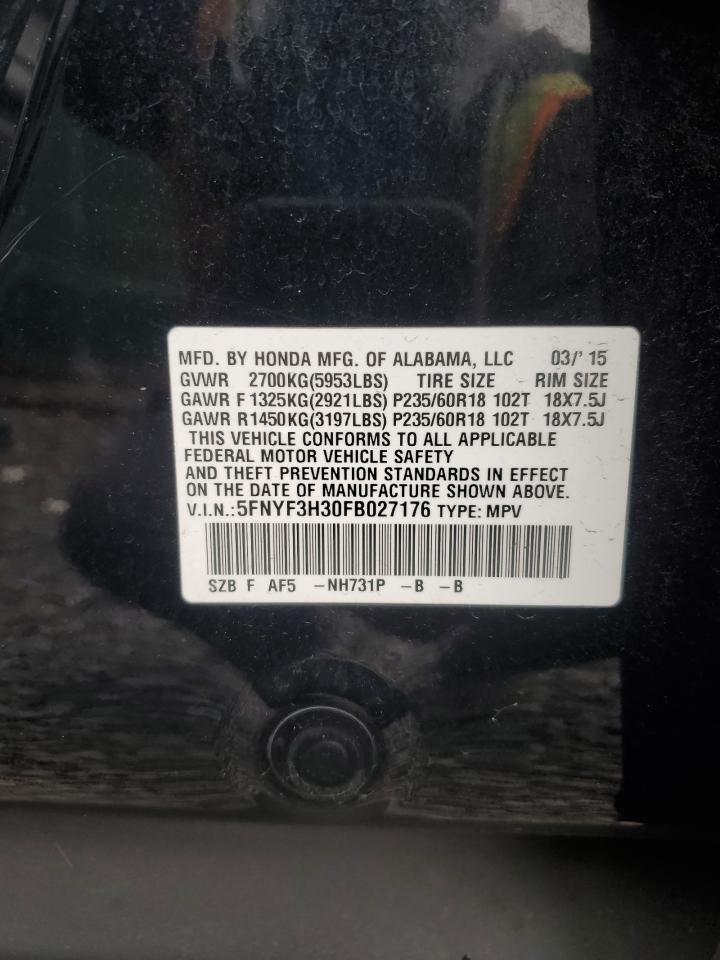 MFD. BY HONDA MFG. OF ALABAMA, LLC 03/' 15
GVWR 2700KG(5953LBS) TIRE SIZE RIM SIZE
GAWR F 1325KG(2921LBS) P235/60R18 102T 18X7.5J
GAWR R1450KG(3197LBS) P235/60R18 102T 18X7.5J
THIS VEHICLE CONFORMS TO ALL APPLICABLE
FEDERAL MOTOR VEHICLE SAFETY
AND THEFT PREVENTION STANDARDS IN EFFECT
ON THE DATE OF MANUFACTURE SHOWN ABOVE.
V.I.N.:5FNYF3H30FB027176 TYPE: MPV
SZB F AF5 –NH731P –B –B